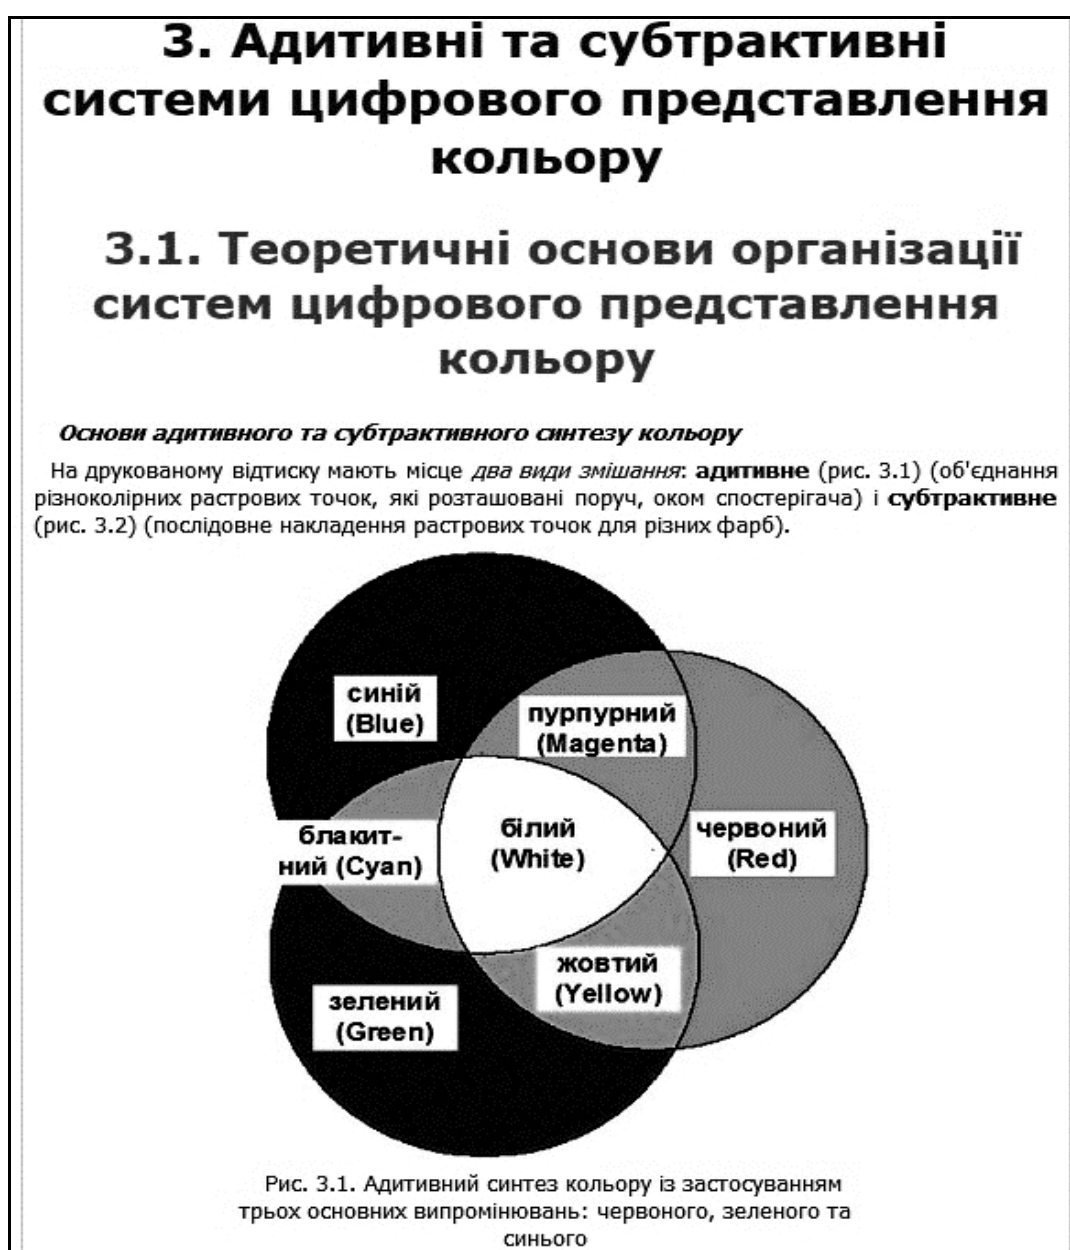 3. Адитивні та субтрактивні
системи цифрового представлення
кольору
3.1. Теоретичні основи організації
систем цифрового представлення
кольору
Основи адитивного та субтрактивного синтезу кольору
На друкованому відтиску мають місце два види змішання: адитивне (рис. 3.1) (об'єднання
різноколірних растрових точок, які розташовані поруч, оком спостерігача) і субтрактивне
(рис. 3.2) (послідовне накладення растрових точок для різних фарб).
синій
(Blue)
пурпурний
(Magenta)
блакит-
ний (Cyan)
білий
(White)
червоний
(Red)
жовтий
(Yellow)
зелений
(Green)
Рис. 3.1. Адитивний синтез кольору із застосуванням
трьох основних випромінювань: червоного, зеленого та
синього